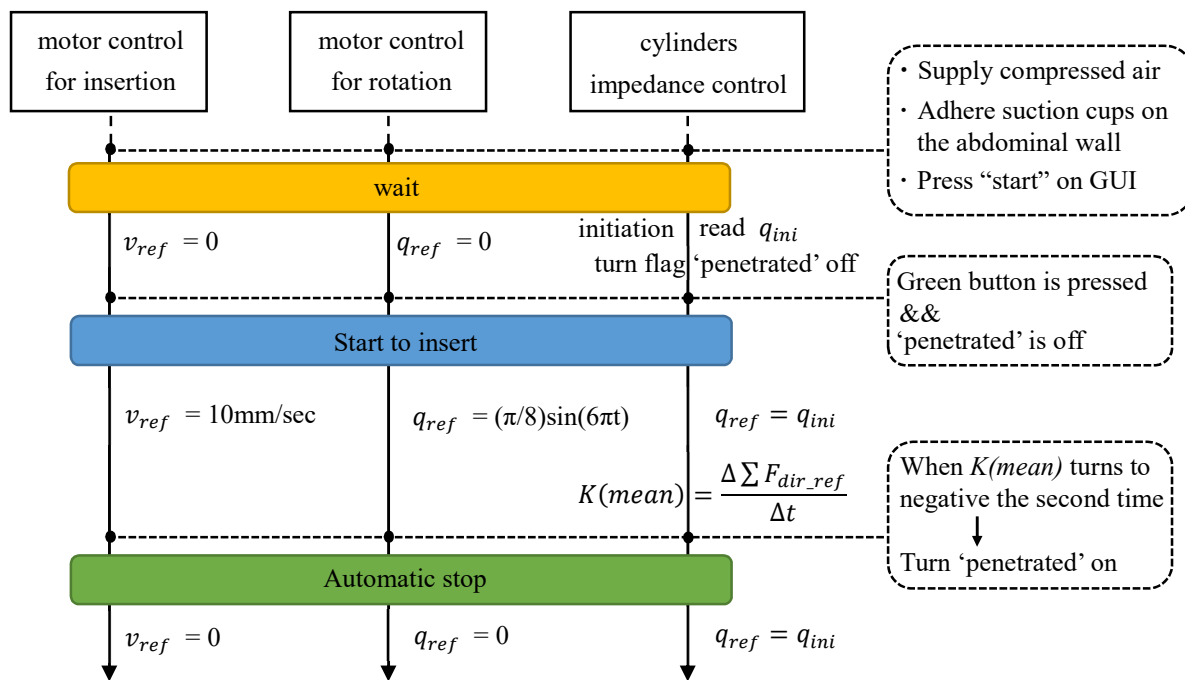 motor control
for insertion
motor control
for rotation
cylinders
impedance control
· Supply compressed air
· Adhere suction cups on
the abdominal wall
· Press “start” on GUI
wait
v_ref = 0
q_ref = 0
initiation read q_ini
turn flag ‘penetrated’ off
Green button is pressed
&&
‘penetrated’ is off
Start to insert
v_ref = 10mm/sec
q_ref = (π/8)sin(6πt)
q_ref = q_ini
K(mean) = Δ∑F_dir_ref / Δt
When K(mean) turns to
negative the second time
Turn ‘penetrated’ on
Automatic stop
v_ref = 0
q_ref = 0
q_ref = q_ini